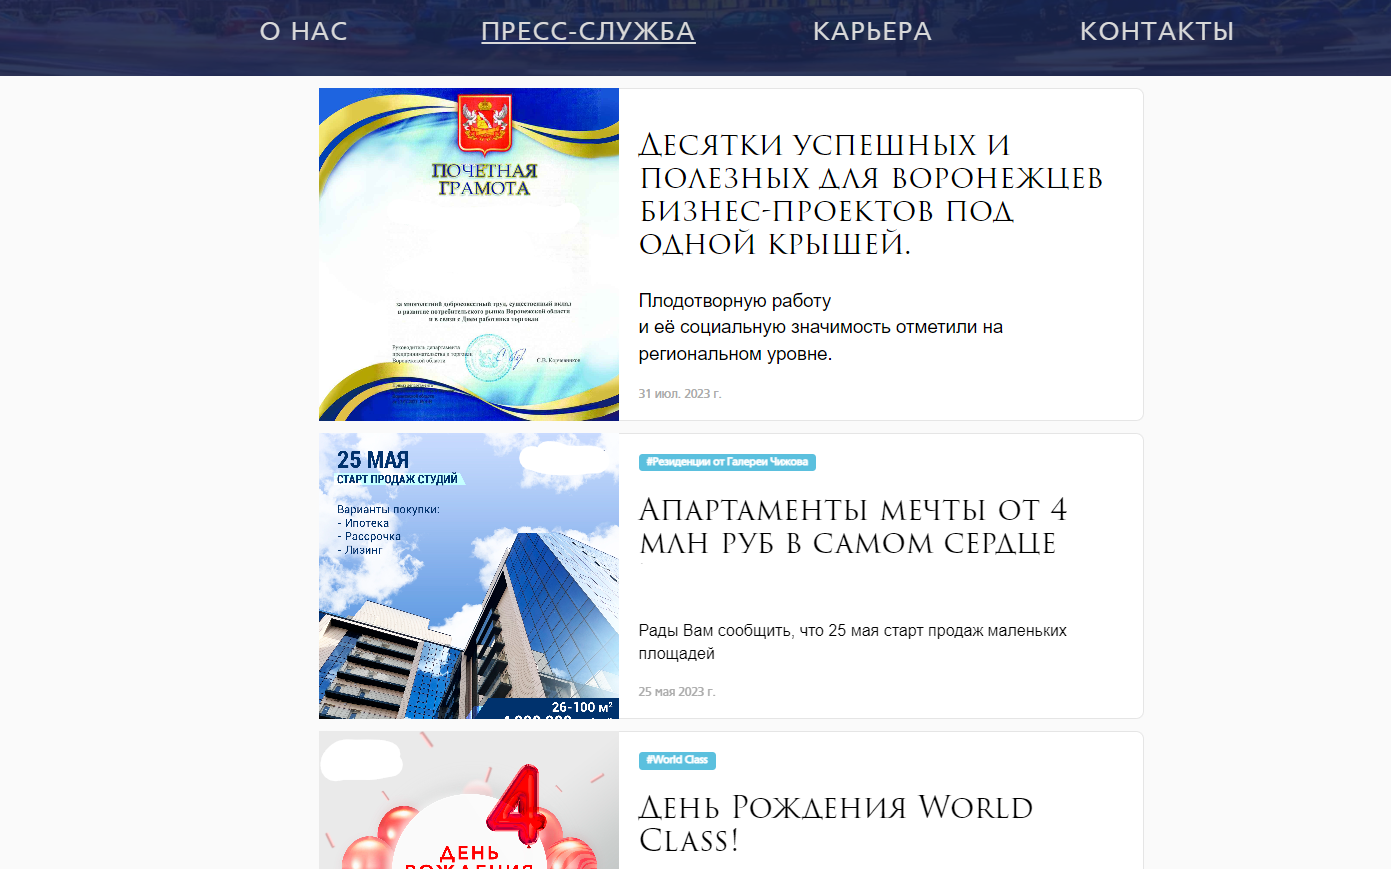 О НАС
ПРЕСС-СЛУЖБА
КАРЬЕРА
КОНТАКТЫ
ПОЧЕТНАЯ
ГРАМОТА
за многолетний добросовестный труд, существенный вклад
в развитие потребительского рынка Воронежской области
и в связи с Днем работника торговли
Руководитель департамента
предпринимательства и торговли
Воронежской области
Десятки успешных и
полезных для воронежцев
бизнес-проектов под
одной крышей.
Плодотворную работу
и её социальную значимость отметили на
региональном уровне.
31 июл. 2023 г.
25 МАЯ
СТАРТ ПРОДАЖ СТУДИЙ
Варианты покупки:
- Ипотека
- Рассрочка
- Лизинг
26-100 м²
#Резиденции от Галереи Чижова
Апартаменты мечты от 4
млн руб в самом сердце
Рады Вам сообщить, что 25 мая старт продаж маленьких
площадей
25 мая 2023 г.
4
ДЕНЬ
РОЖДЕНИЯ
#World Class
День Рождения World
Class!